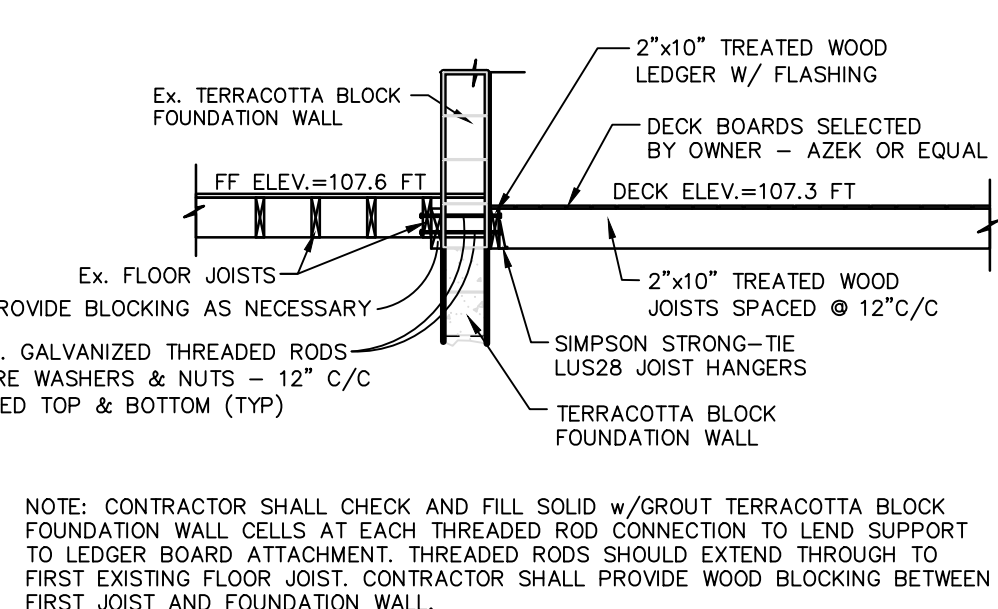 2"x10" TREATED WOOD
LEDGER W/ FLASHING
Ex. TERRACOTTA BLOCK
FOUNDATION WALL
DECK BOARDS SELECTED
BY OWNER – AZEK OR EQUAL
FF ELEV.=107.6 FT
DECK ELEV.=107.3 FT
Ex. FLOOR JOISTS
2"x10" TREATED WOOD
JOISTS SPACED @ 12"C/C
BLOCKING AS NECESSARY
GALVANIZED THREADED RODS
WASHERS & NUTS – 12" C/C
TOP & BOTTOM (TYP)
SIMPSON STRONG–TIE
LUS28 JOIST HANGERS
TERRACOTTA BLOCK
FOUNDATION WALL
NOTE: CONTRACTOR SHALL CHECK AND FILL SOLID w/GROUT TERRACOTTA BLOCK
FOUNDATION WALL CELLS AT EACH THREADED ROD CONNECTION TO LEND SUPPORT
TO LEDGER BOARD ATTACHMENT. THREADED RODS SHOULD EXTEND THROUGH TO
FIRST EXISTING FLOOR JOIST. CONTRACTOR SHALL PROVIDE WOOD BLOCKING BETWEEN
FIRST JOIST AND FOUNDATION WALL.